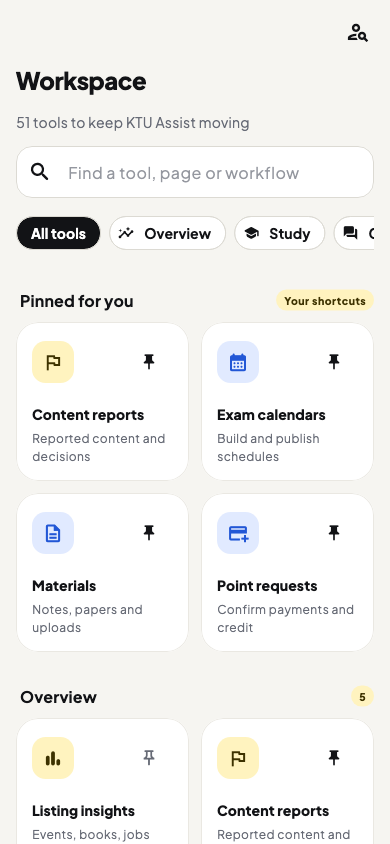 Workspace
51 tools to keep KTU Assist moving
Find a tool, page or workflow
All tools
Overview
Study
Pinned for you
Your shortcuts
Content reports
Reported content and
decisions
Exam calendars
Build and publish
schedules
Materials
Notes, papers and
uploads
Point requests
Confirm payments and
credit
Overview
5
Listing insights
Events, books, jobs
Content reports
Reported content and